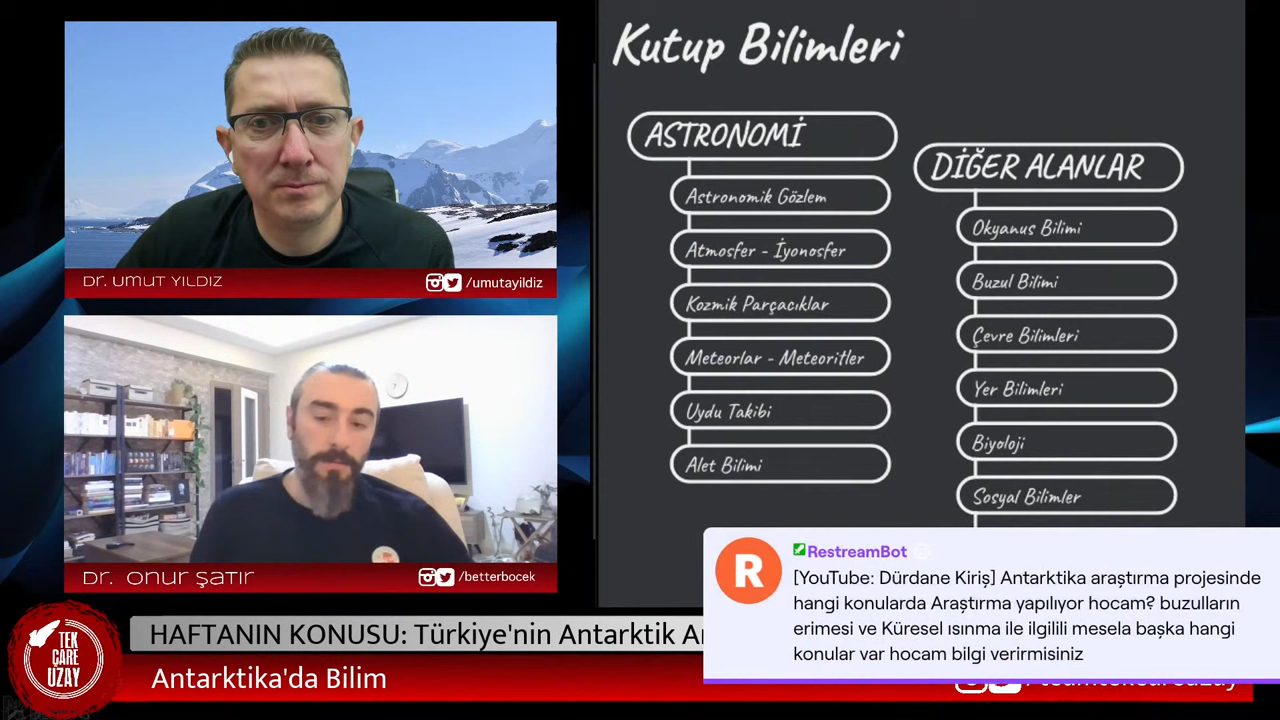 Kutup Bilimleri
ASTRONOMİ
Astronomik Gözlem
Atmosfer - İyonosfer
Kozmik Parçacıklar
Meteorlar - Meteoritler
Uydu Takibi
Alet Bilimi
DİĞER ALANLAR
Okyanus Bilimi
Buzul Bilimi
Çevre Bilimleri
Yer Bilimleri
Biyoloji
Sosyal Bilimler
Dr. Umut YILDIZ
/umutayildiz
Dr. Onur ŞATIR
/betterbocek
R
RestreamBot
[YouTube: Dürdane Kiriş] Antarktika araştırma projesinde
hangi konularda Araştırma yapılıyor hocam? buzulların
erimesi ve Küresel ısınma ile ilgilili mesela başka hangi
konular var hocam bilgi verirmisiniz
TEK
ÇARE
UZAY
HAFTANIN KONUSU: Türkiye'nin Antarktik
Antarktika'da Bilim